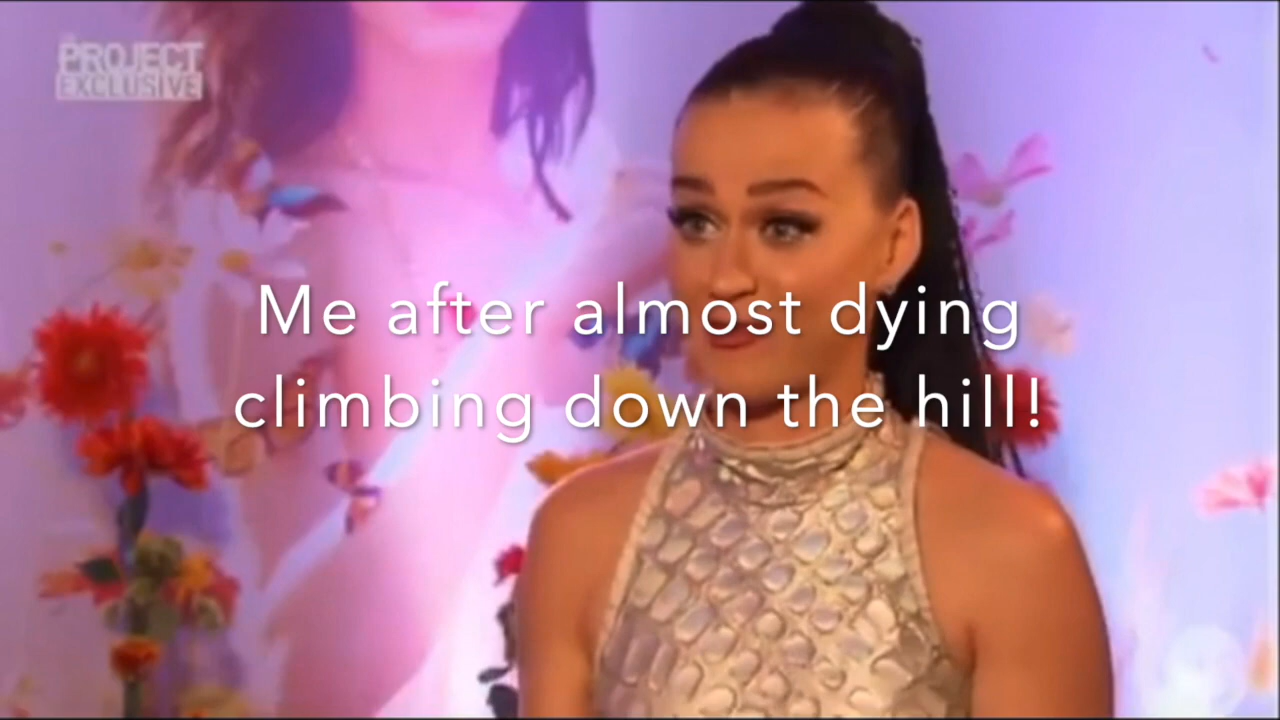 PROJECT
EXCLUSIVE
Me after almost dying
climbing down the hill!